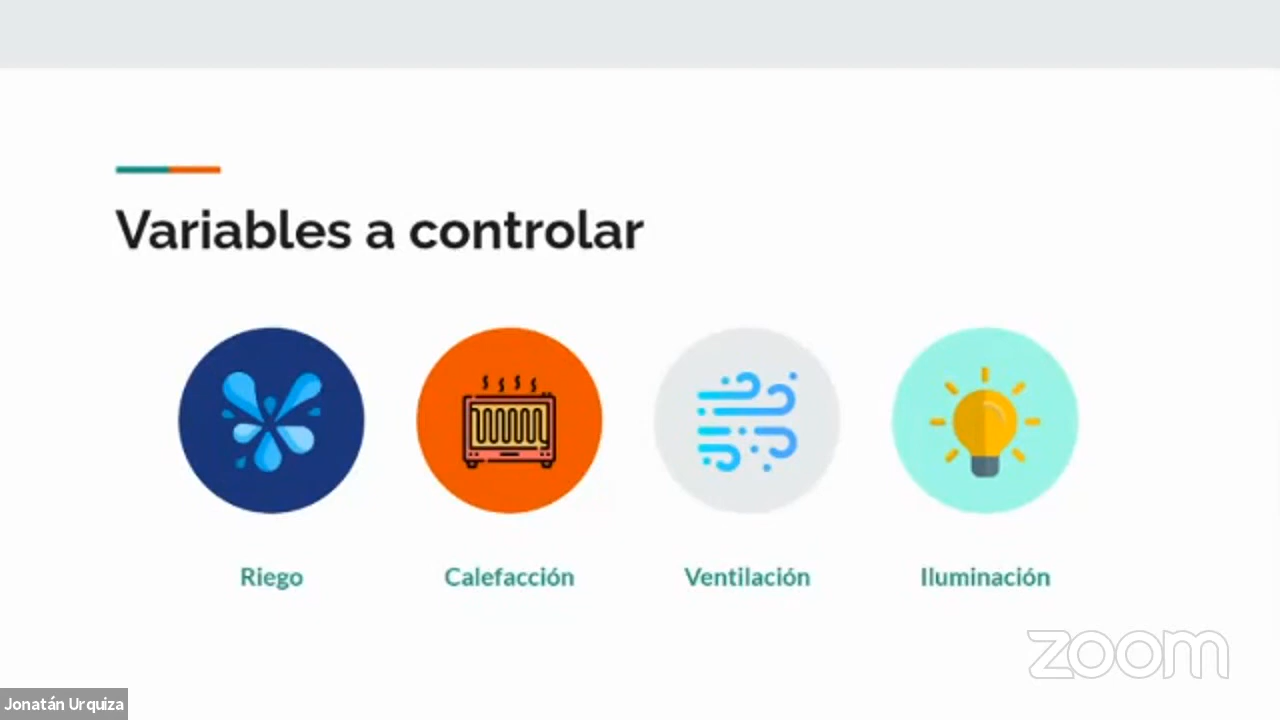 Variables a controlar
Riego
Calefacción
Ventilación
Iluminación
zoom
Jonatán Urquiza